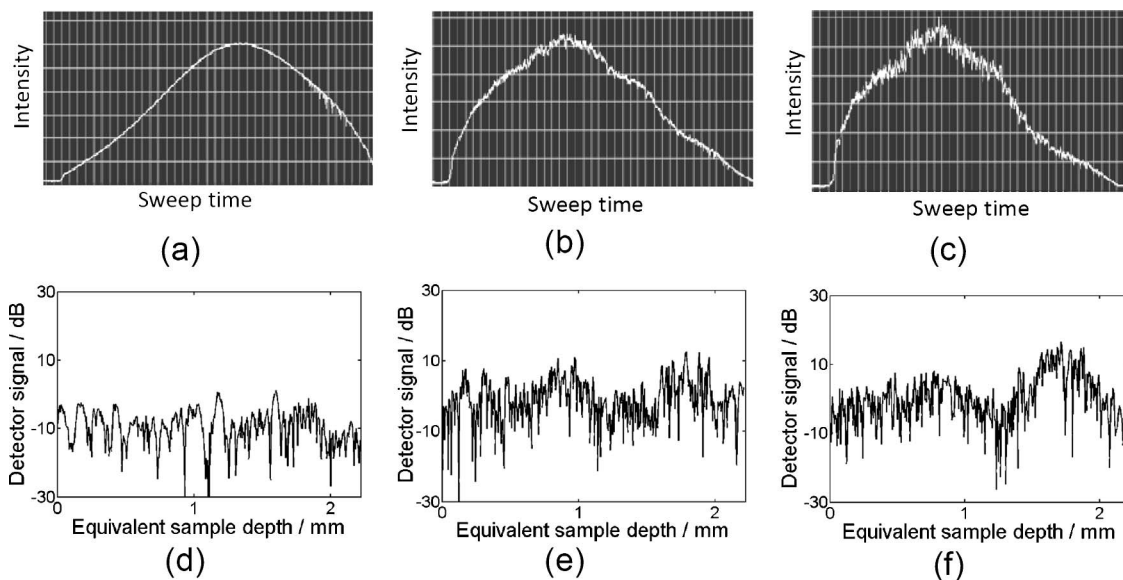 Intensity
Sweep time
(a)
Intensity
Sweep time
(b)
Intensity
Sweep time
(c)
Detector signal / dB
30
10
-10
-30
0
1
2
Equivalent sample depth / mm
(d)
Detector signal / dB
30
10
-10
-30
0
1
2
Equivalent sample depth / mm
(e)
Detector signal / dB
30
10
-10
-30
0
1
2
Equivalent sample depth / mm
(f)